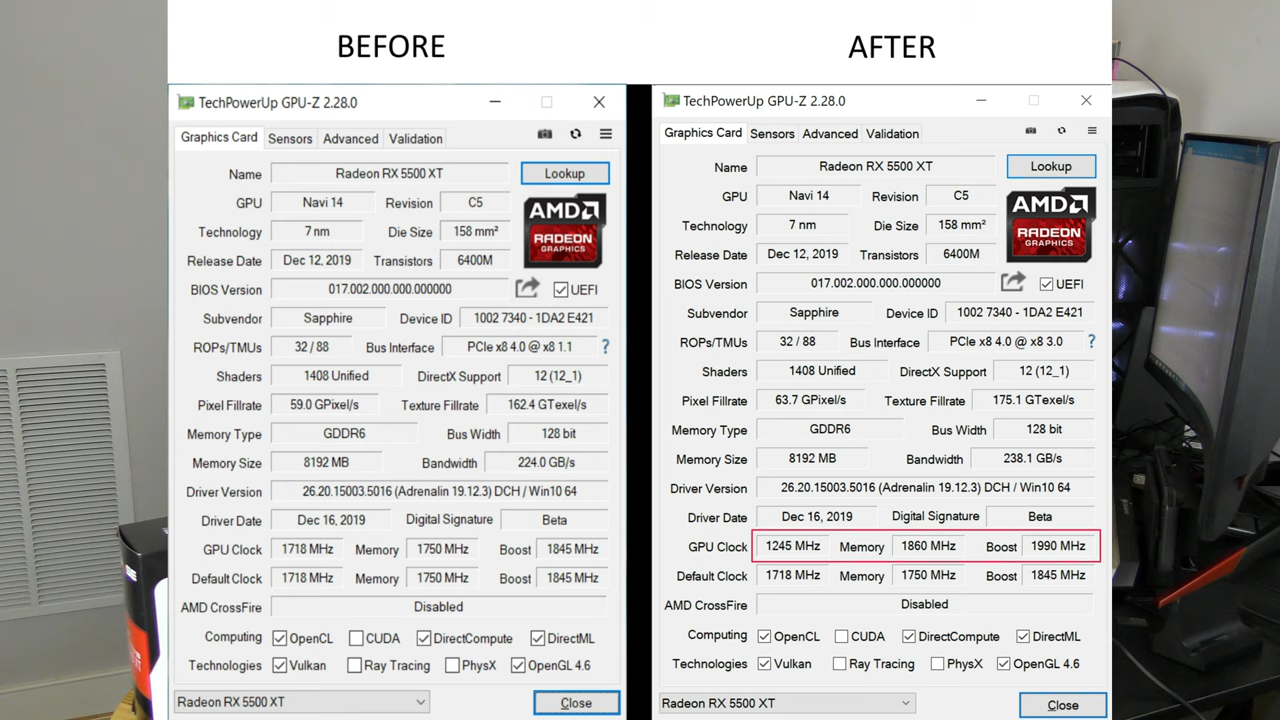 BEFORE
TechPowerUp GPU-Z 2.28.0
Graphics Card Sensors Advanced Validation
Name Radeon RX 5500 XT Lookup
GPU Navi 14 Revision C5
Technology 7 nm Die Size 158 mm²
Release Date Dec 12, 2019 Transistors 6400M
BIOS Version 017.002.000.000.000000 UEFI
Subvendor Sapphire Device ID 1002 7340 - 1DA2 E421
ROPs/TMUs 32 / 88 Bus Interface PCIe x8 4.0 @ x8 1.1 ?
Shaders 1408 Unified DirectX Support 12 (12_1)
Pixel Fillrate 59.0 GPixel/s Texture Fillrate 162.4 GTexel/s
Memory Type GDDR6 Bus Width 128 bit
Memory Size 8192 MB Bandwidth 224.0 GB/s
Driver Version 26.20.15003.5016 (Adrenalin 19.12.3) DCH / Win10 64
Driver Date Dec 16, 2019 Digital Signature Beta
GPU Clock 1718 MHz Memory 1750 MHz Boost 1845 MHz
Default Clock 1718 MHz Memory 1750 MHz Boost 1845 MHz
AMD CrossFire Disabled
Computing OpenCL CUDA DirectCompute DirectML
Technologies Vulkan Ray Tracing PhysX OpenGL 4.6
Radeon RX 5500 XT Close
AMD
RADEON
GRAPHICS
AFTER
TechPowerUp GPU-Z 2.28.0
Graphics Card Sensors Advanced Validation
Name Radeon RX 5500 XT Lookup
GPU Navi 14 Revision C5
Technology 7 nm Die Size 158 mm²
Release Date Dec 12, 2019 Transistors 6400M
BIOS Version 017.002.000.000.000000 UEFI
Subvendor Sapphire Device ID 1002 7340 - 1DA2 E421
ROPs/TMUs 32 / 88 Bus Interface PCIe x8 4.0 @ x8 3.0 ?
Shaders 1408 Unified DirectX Support 12 (12_1)
Pixel Fillrate 63.7 GPixel/s Texture Fillrate 175.1 GTexel/s
Memory Type GDDR6 Bus Width 128 bit
Memory Size 8192 MB Bandwidth 238.1 GB/s
Driver Version 26.20.15003.5016 (Adrenalin 19.12.3) DCH / Win10 64
Driver Date Dec 16, 2019 Digital Signature Beta
GPU Clock 1245 MHz Memory 1860 MHz Boost 1990 MHz
Default Clock 1718 MHz Memory 1750 MHz Boost 1845 MHz
AMD CrossFire Disabled
Computing OpenCL CUDA DirectCompute DirectML
Technologies Vulkan Ray Tracing PhysX OpenGL 4.6
Radeon RX 5500 XT Close
AMD
RADEON
GRAPHICS